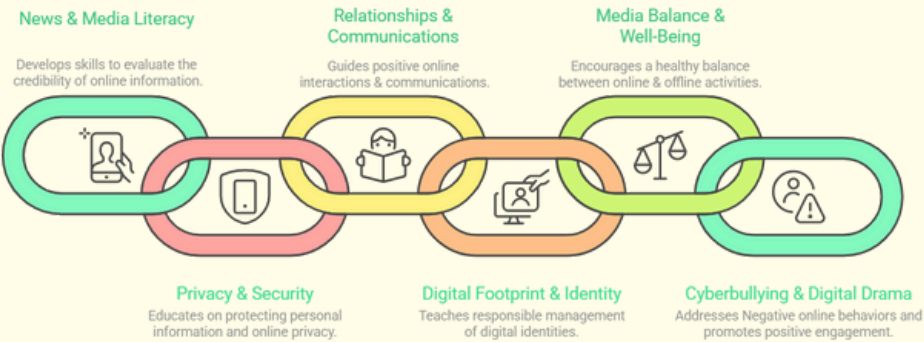 News & Media Literacy
Develops skills to evaluate the
credibility of online information.
Relationships &
Communications
Guides positive online
interactions & communications.
Media Balance &
Well-Being
Encourages a healthy balance
between online & offline activities.
Privacy & Security
Educates on protecting personal
information and online privacy.
Digital Footprint & Identity
Teaches responsible management
of digital identities.
Cyberbullying & Digital Drama
Addresses Negative online behaviors and
promotes positive engagement.